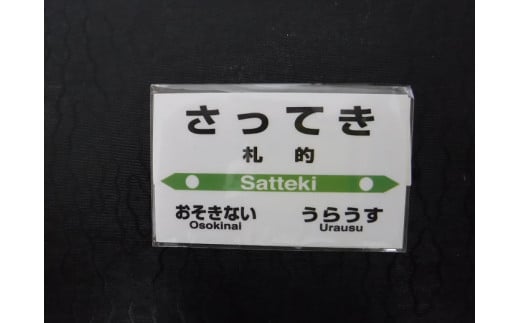 さってき
札的
Satteki
おそきない うらうす
Osokinai Urausu